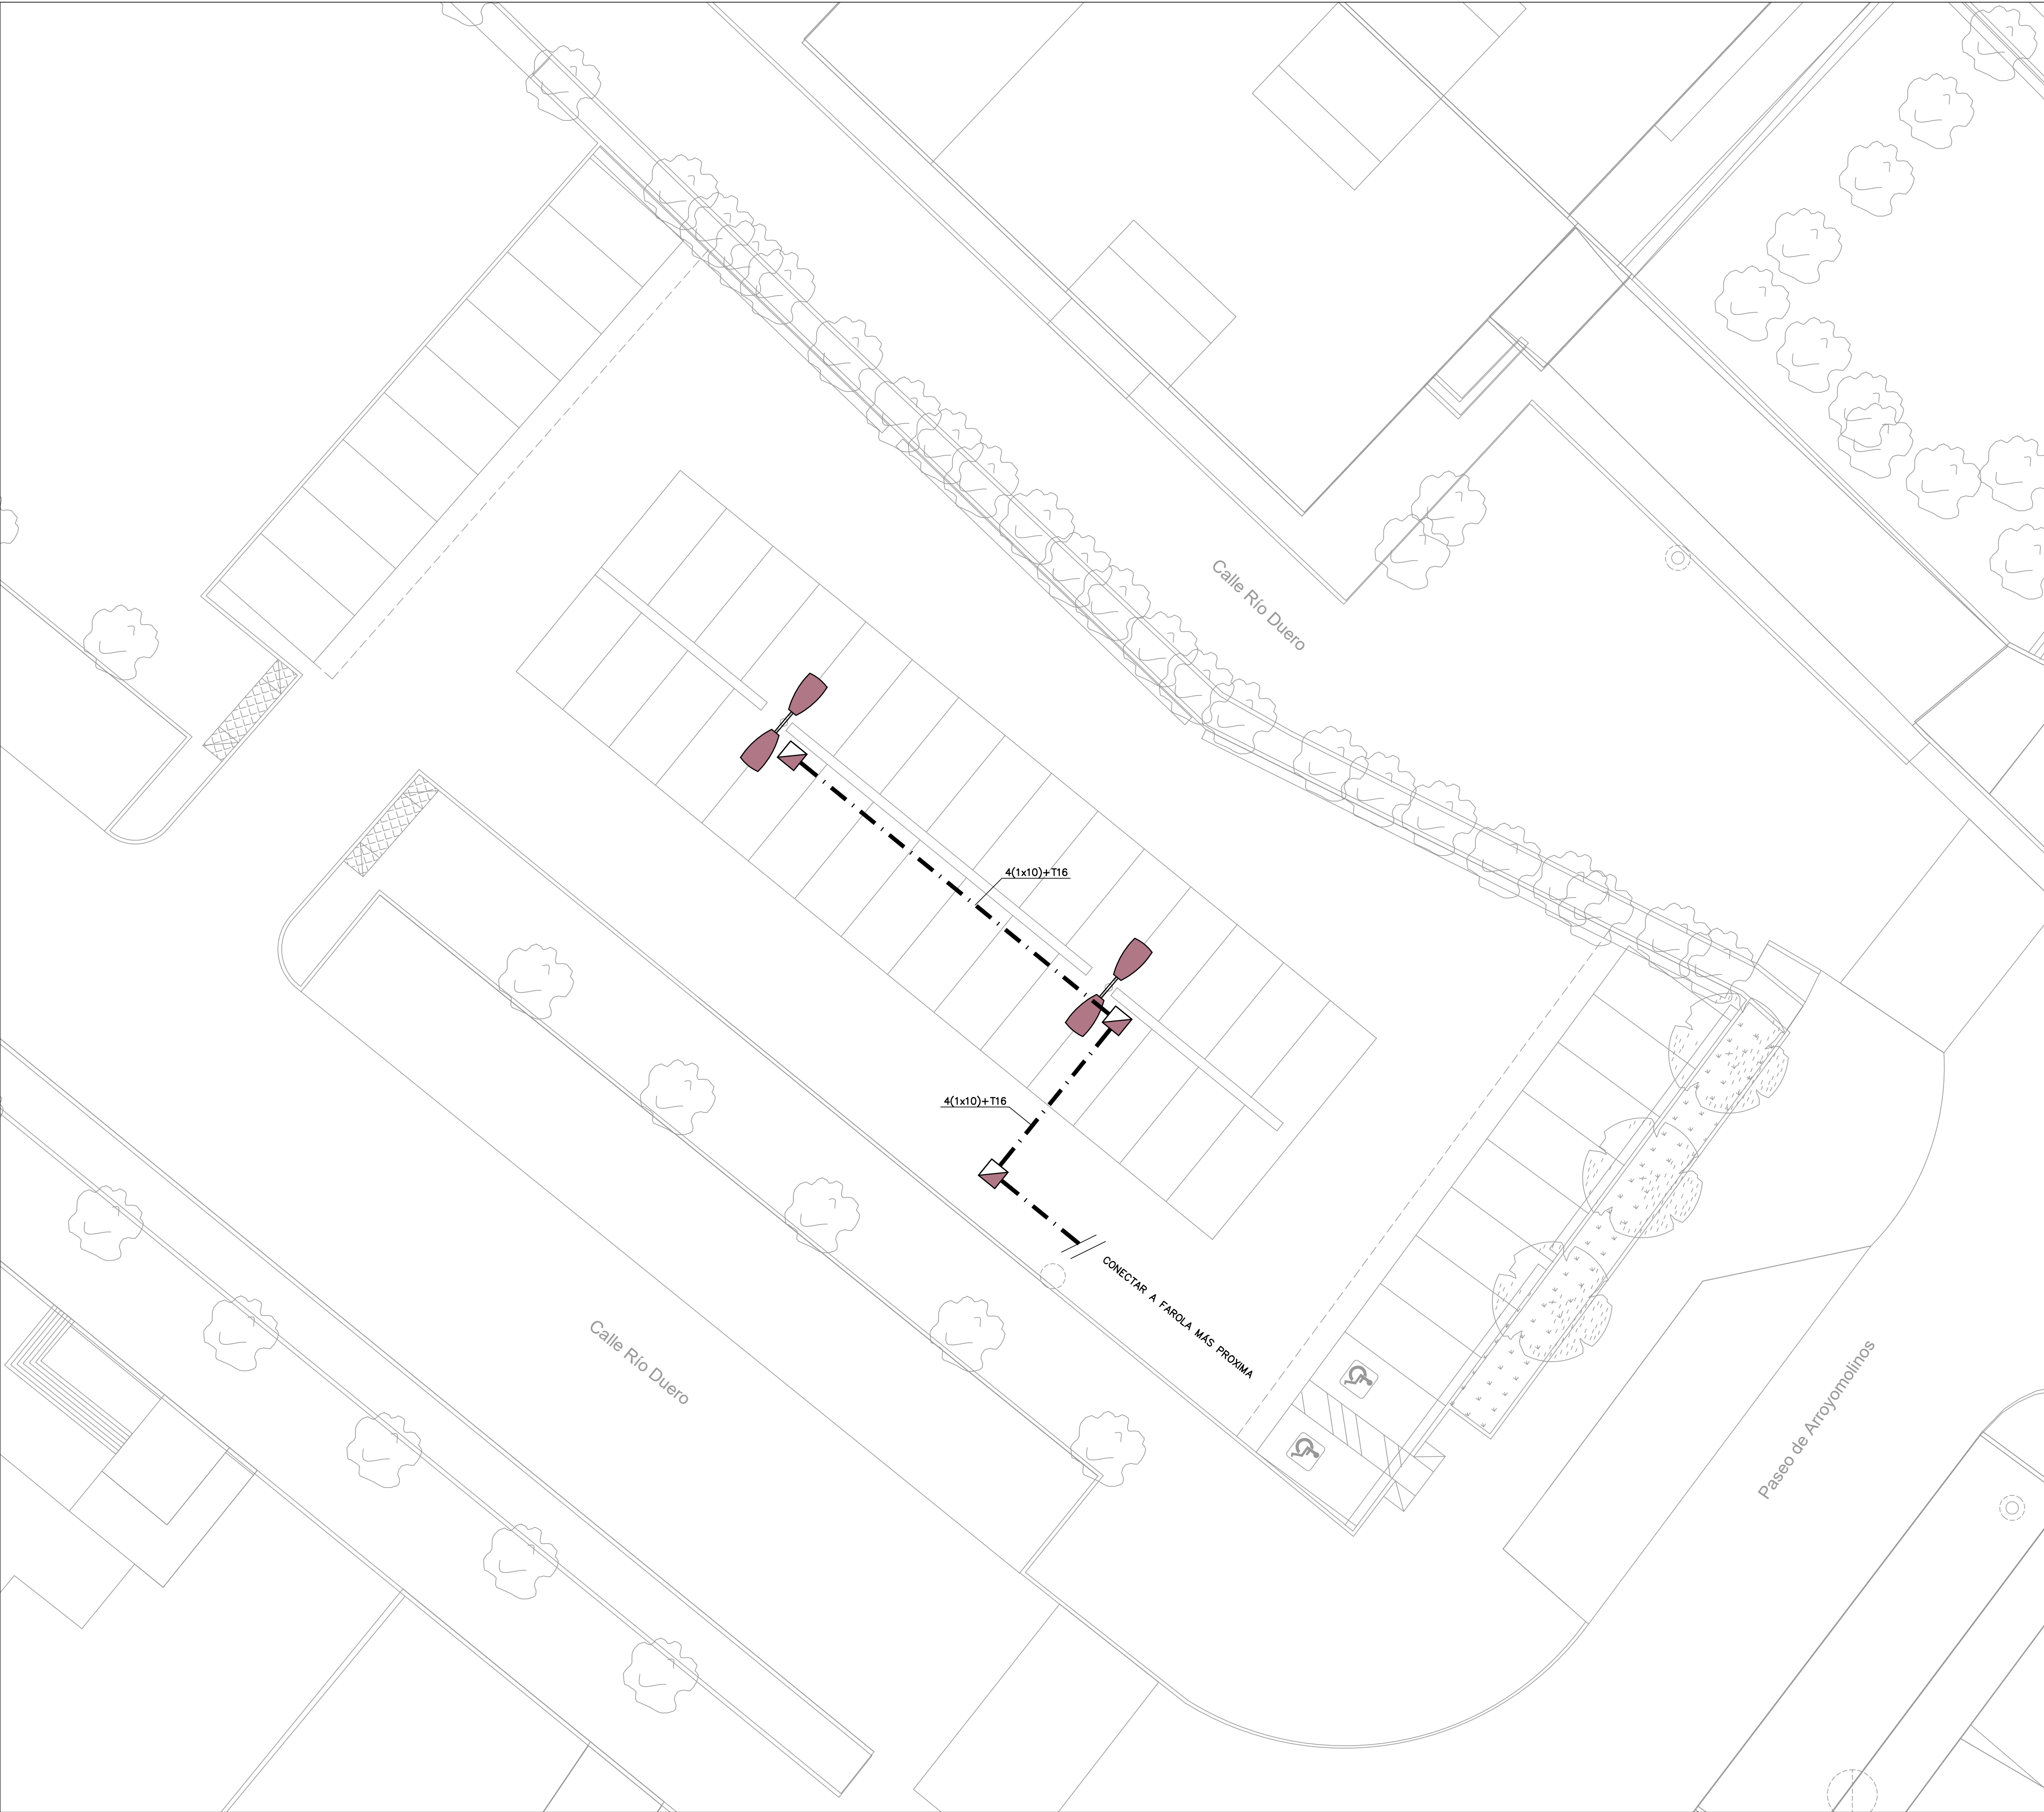 Calle Río Duero
4(1x10)+T16
4(1x10)+T16
CONECTAR A FAROLA MÁS PROXIMA
Calle Río Duero
Paseo de Arroyomolinos